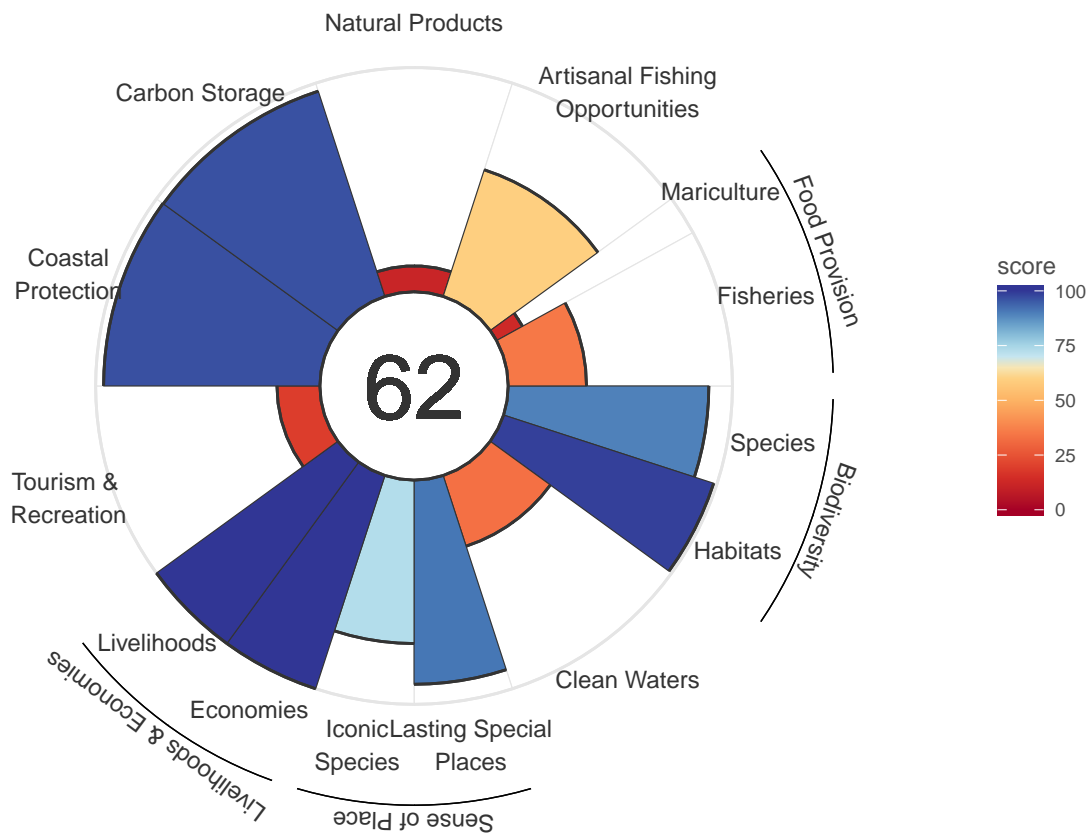 Natural Products
Artisanal Fishing
Opportunities
Carbon Storage
Mariculture
Food Provision
Coastal
Protection
Fisheries
score
100
75
50
25
0
62
Species
Biodiversity
Habitats
Tourism &
Recreation
Livelihoods
Clean Waters
Economies
Livelihoods & Economies
Iconic
Species
Lasting Special
Places
Sense of Place